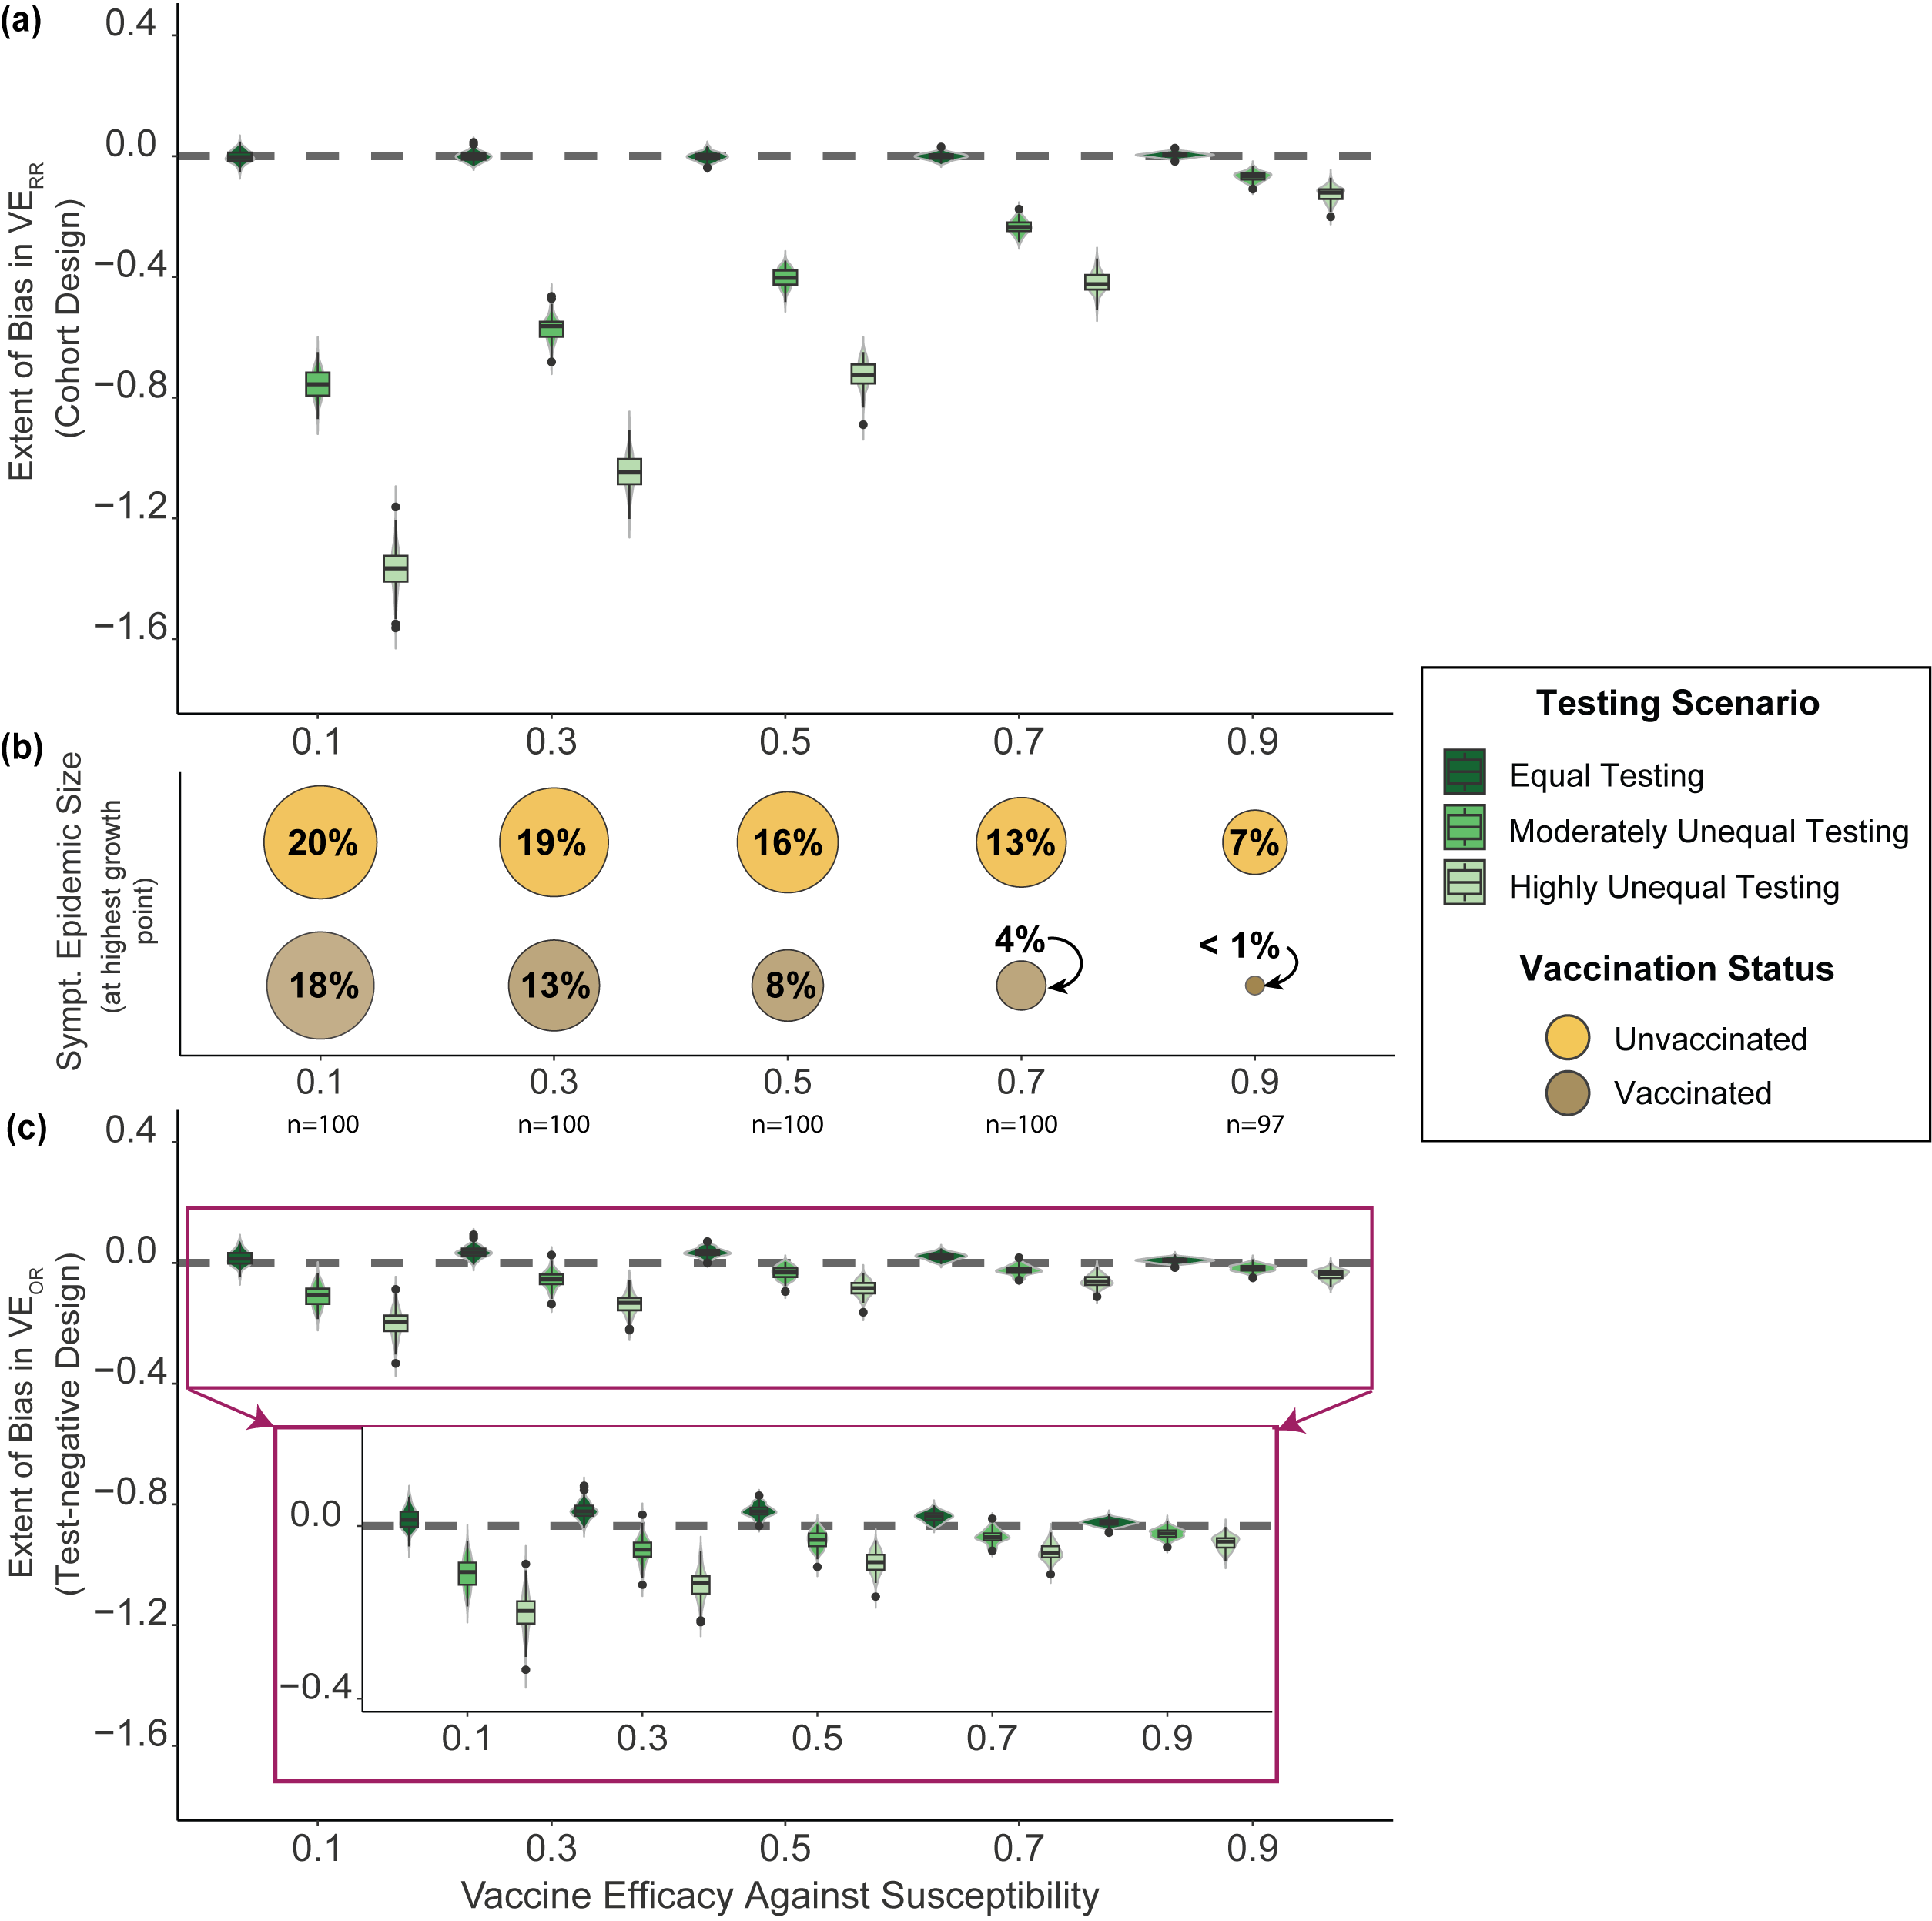 (a)
0.4
0.0
−0.4
−0.8
−1.2
−1.6
Extent of Bias in VERR
(Cohort Design)
0.1 0.3 0.5 0.7 0.9
(b)
Sympt. Epidemic Size
(at highest growth
point)
20% 19% 16% 13% 7%
4% < 1%
18% 13% 8%
0.1 0.3 0.5 0.7 0.9
n=100 n=100 n=100 n=100 n=97
Testing Scenario
Equal Testing
Moderately Unequal Testing
Highly Unequal Testing
Vaccination Status
Unvaccinated
Vaccinated
(c)
0.4
0.0
−0.4
−0.8
−1.2
−1.6
Extent of Bias in VEOR
(Test-negative Design)
0.0
−0.4
0.1 0.3 0.5 0.7 0.9
0.1 0.3 0.5 0.7 0.9
Vaccine Efficacy Against Susceptibility